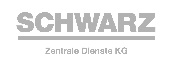 SCHWARZ
Zentrale Dienste KG